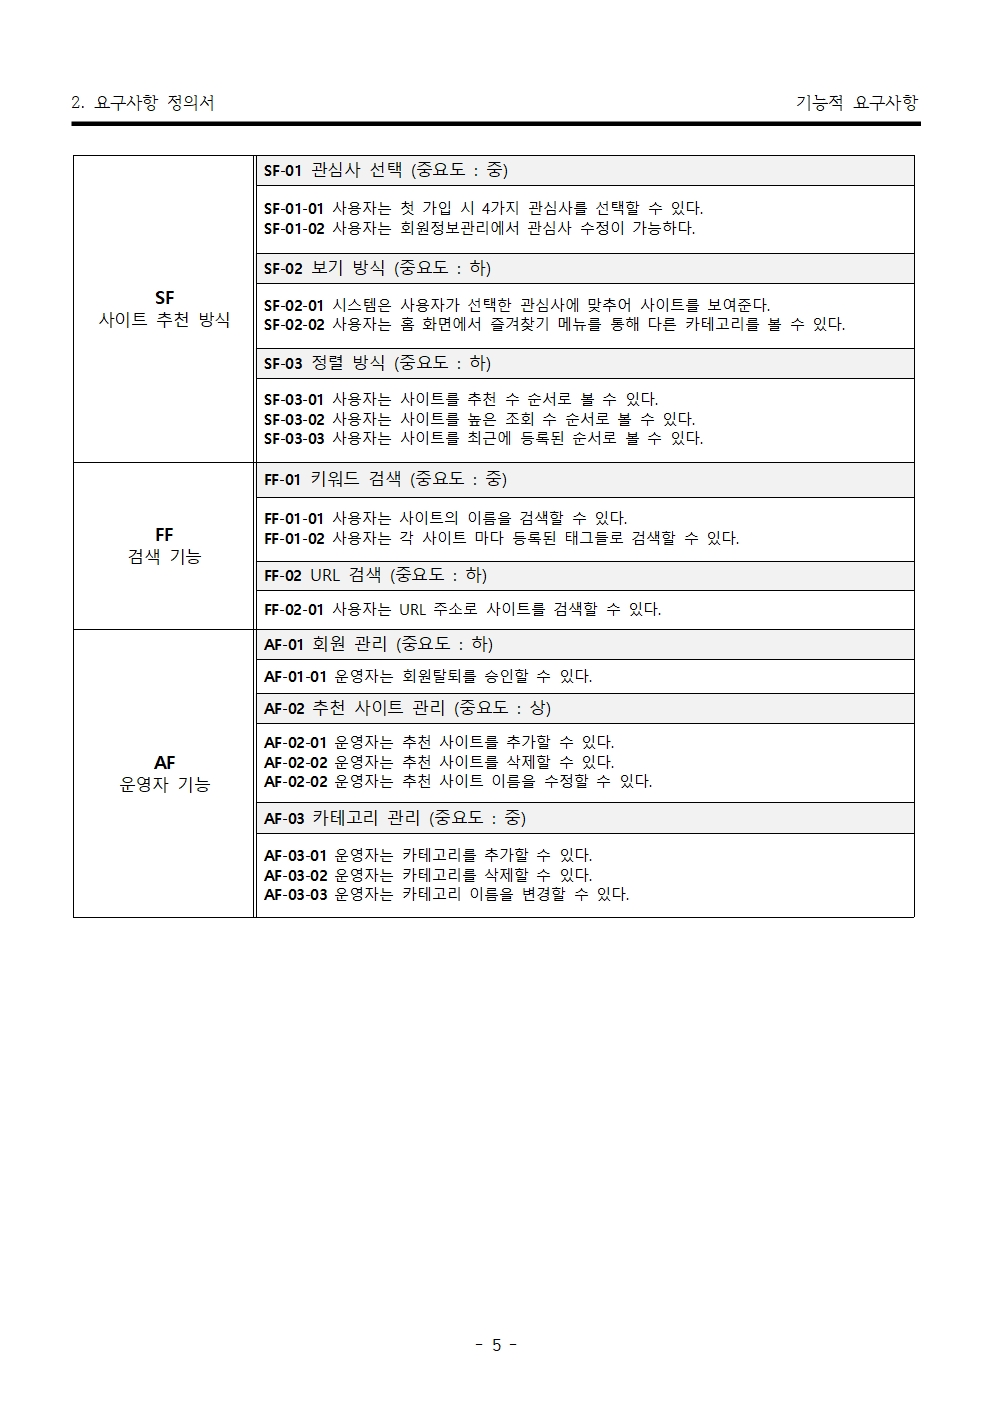 2. 요구사항 정의서
기능적 요구사항
SF
사이트 추천 방식
SF-01 관심사 선택 (중요도 : 중)
SF-01-01 사용자는 첫 가입 시 4가지 관심사를 선택할 수 있다.
SF-01-02 사용자는 회원정보관리에서 관심사 수정이 가능하다.
SF-02 보기 방식 (중요도 : 하)
SF-02-01 시스템은 사용자가 선택한 관심사에 맞추어 사이트를 보여준다.
SF-02-02 사용자는 홈 화면에서 즐겨찾기 메뉴를 통해 다른 카테고리를 볼 수 있다.
SF-03 정렬 방식 (중요도 : 하)
SF-03-01 사용자는 사이트를 추천 수 순서로 볼 수 있다.
SF-03-02 사용자는 사이트를 높은 조회 수 순서로 볼 수 있다.
SF-03-03 사용자는 사이트를 최근에 등록된 순서로 볼 수 있다.
FF
검색 기능
FF-01 키워드 검색 (중요도 : 중)
FF-01-01 사용자는 사이트의 이름을 검색할 수 있다.
FF-01-02 사용자는 각 사이트 마다 등록된 태그들로 검색할 수 있다.
FF-02 URL 검색 (중요도 : 하)
FF-02-01 사용자는 URL 주소로 사이트를 검색할 수 있다.
AF
운영자 기능
AF-01 회원 관리 (중요도 : 하)
AF-01-01 운영자는 회원탈퇴를 승인할 수 있다.
AF-02 추천 사이트 관리 (중요도 : 상)
AF-02-01 운영자는 추천 사이트를 추가할 수 있다.
AF-02-02 운영자는 추천 사이트를 삭제할 수 있다.
AF-02-02 운영자는 추천 사이트 이름을 수정할 수 있다.
AF-03 카테고리 관리 (중요도 : 중)
AF-03-01 운영자는 카테고리를 추가할 수 있다.
AF-03-02 운영자는 카테고리를 삭제할 수 있다.
AF-03-03 운영자는 카테고리 이름을 변경할 수 있다.
- 5 -